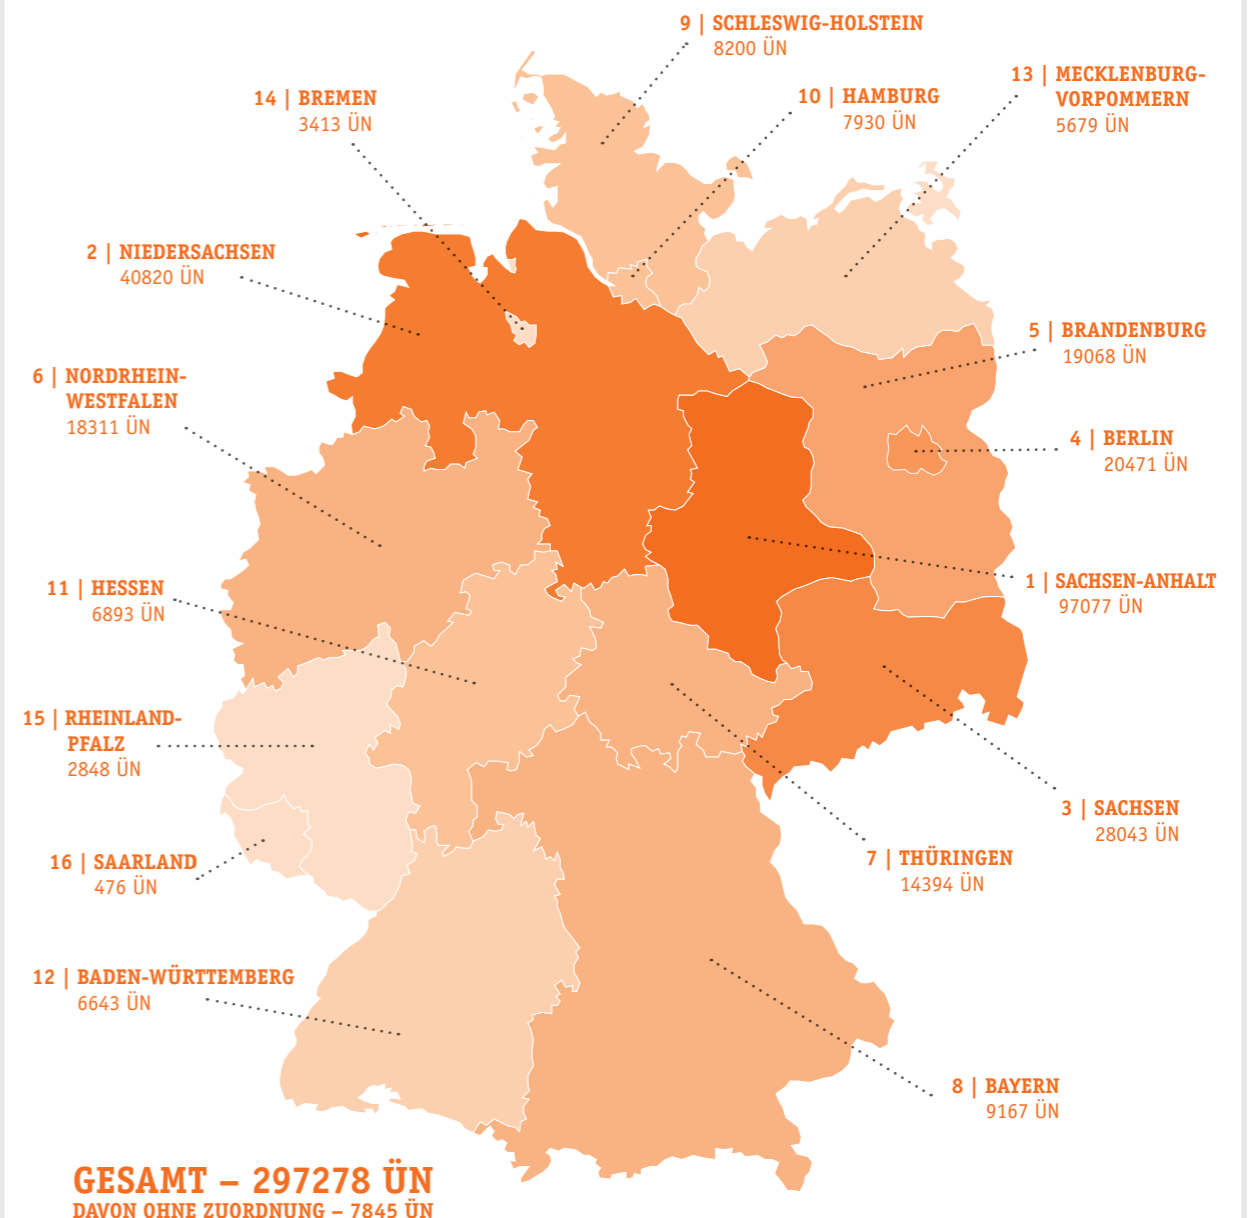 9 | SCHLESWIG-HOLSTEIN
8200 ÜN
13 | MECKLENBURG-
VORPOMMERN
5679 ÜN
14 | BREMEN
3413 ÜN
10 | HAMBURG
7930 ÜN
2 | NIEDERSACHSEN
40820 ÜN
5 | BRANDENBURG
19068 ÜN
6 | NORDRHEIN-
WESTFALEN
18311 ÜN
4 | BERLIN
20471 ÜN
11 | HESSEN
6893 ÜN
1 | SACHSEN-ANHALT
97077 ÜN
15 | RHEINLAND-
PFALZ
2848 ÜN
3 | SACHSEN
28043 ÜN
16 | SAARLAND
476 ÜN
7 | THÜRINGEN
14394 ÜN
12 | BADEN-WÜRTTEMBERG
6643 ÜN
8 | BAYERN
9167 ÜN
GESAMT – 297278 ÜN
DAVON OHNE ZUORDNUNG – 7845 ÜN